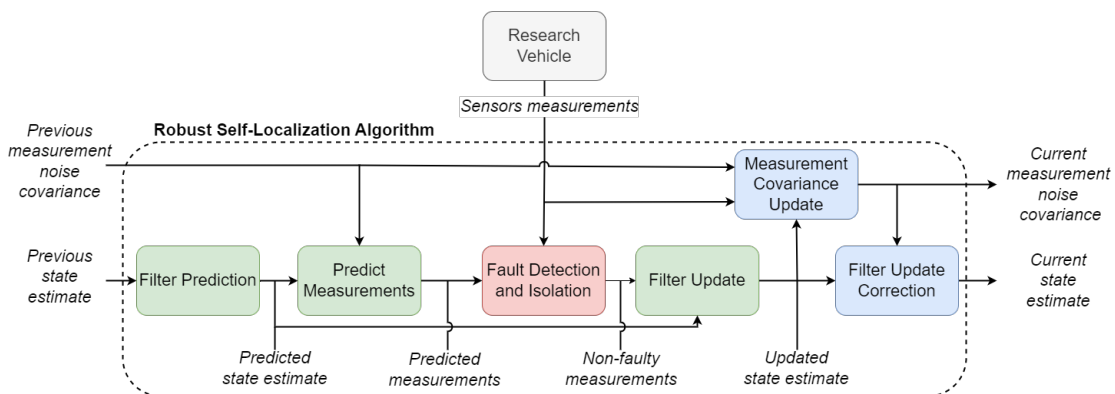 Research
Vehicle
Sensors measurements
Robust Self-Localization Algorithm
Previous
measurement
noise
covariance
Measurement
Covariance
Update
Current
measurement
noise
covariance
Previous
state
estimate
Filter Prediction
Predict
Measurements
Fault Detection
and Isolation
Filter Update
Filter Update
Correction
Current
state
estimate
Predicted
state estimate
Predicted
measurements
Non-faulty
measurements
Updated
state estimate